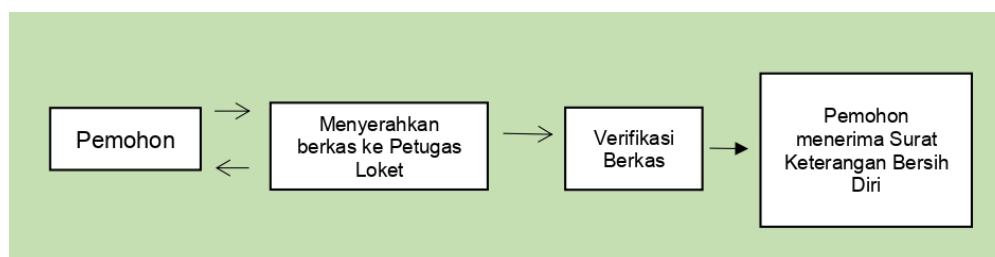 Pemohon
Menyerahkan
berkas ke Petugas
Loket
Verifikasi
Berkas
Pemohon
menerima Surat
Keterangan Bersih
Diri